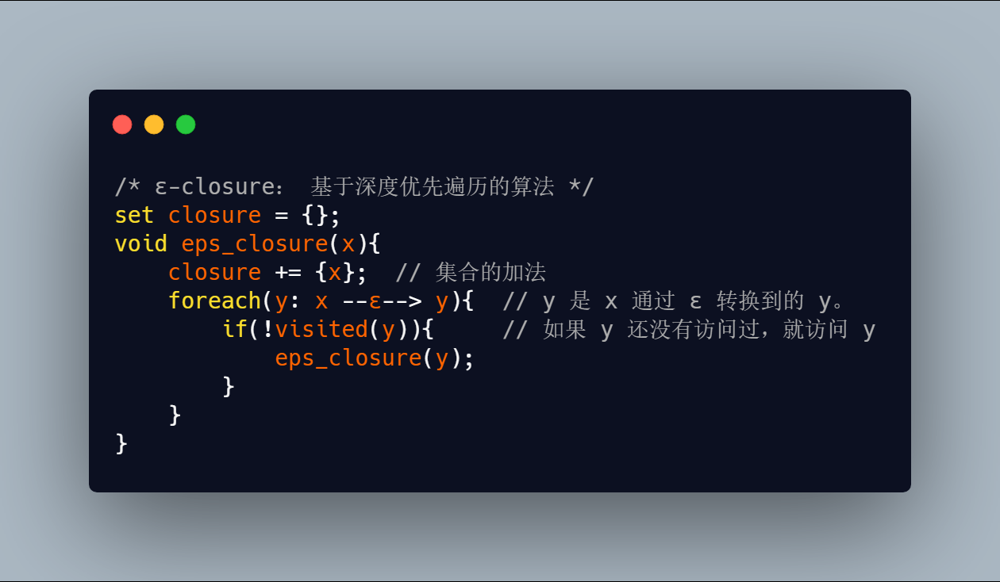 /* ε-closure： 基于深度优先遍历的算法 */
set closure = {};
void eps_closure(x){
    closure += {x};  // 集合的加法
    foreach(y: x --ε--> y){  // y 是 x 通过 ε 转换到的 y。
        if(!visited(y)){     // 如果 y 还没有访问过，就访问 y
            eps_closure(y);
        }
    }
}